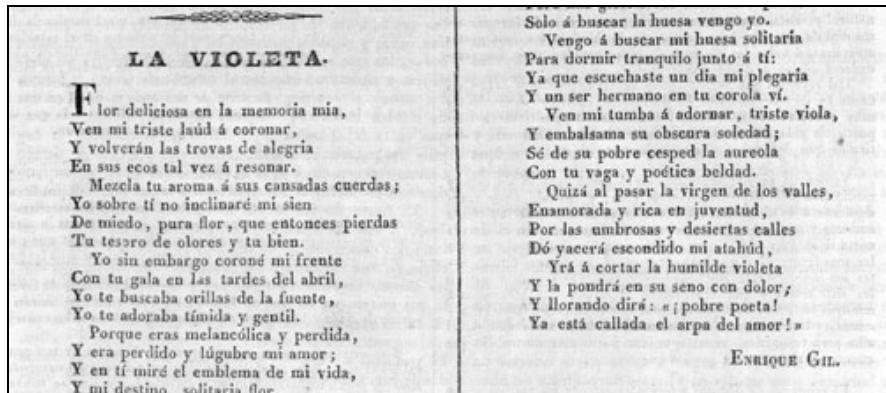 LA VIOLETA.
Flor deliciosa en la memoria mia,
Ven mi triste laúd á coronar,
Y volverán las trovas de alegria
En sus ecos tal vez á resonar.
Mezcla tu aroma á sus cansadas cuerdas;
Yo sobre tí no inclinaré mi sien
De miedo, pura flor, que entonces pierdas
Tu tesoro de olores y tu bien.
Yo sin embargo coroné mi frente
Con tu gala en las tardes del abril,
Yo te buscaba orillas de la fuente,
Yo te adoraba tímida y gentil.
Porque eras melancólica y perdida,
Y era perdido y lúgubre mi amor;
Y en tí miré el emblema de mi vida,
Y mi destino, solitaria flor
Solo á buscar la huesa vengo yo.
Vengo á buscar mi huesa solitaria
Para dormir tranquilo junto á tí:
Ya que escuchaste un dia mi plegaria
Y un ser hermano en tu corola ví.
Ven mi tumba á adornar, triste viola,
Y embalsama su obscura soledad;
Sé de su pobre cesped la aureola
Con tu vaga y poética beldad.
Quizá al pasar la virgen de los valles,
Enamorada y rica en juventud,
Por las umbrosas y desiertas calles
Dó yacerá escondido mi atahúd,
Yrá á cortar la humilde violeta
Y la pondrá en su seno con dolor;
Y llorando dirá: «¡pobre poeta!
Ya está callada el arpa del amor!»
ENRIQUE GIL.